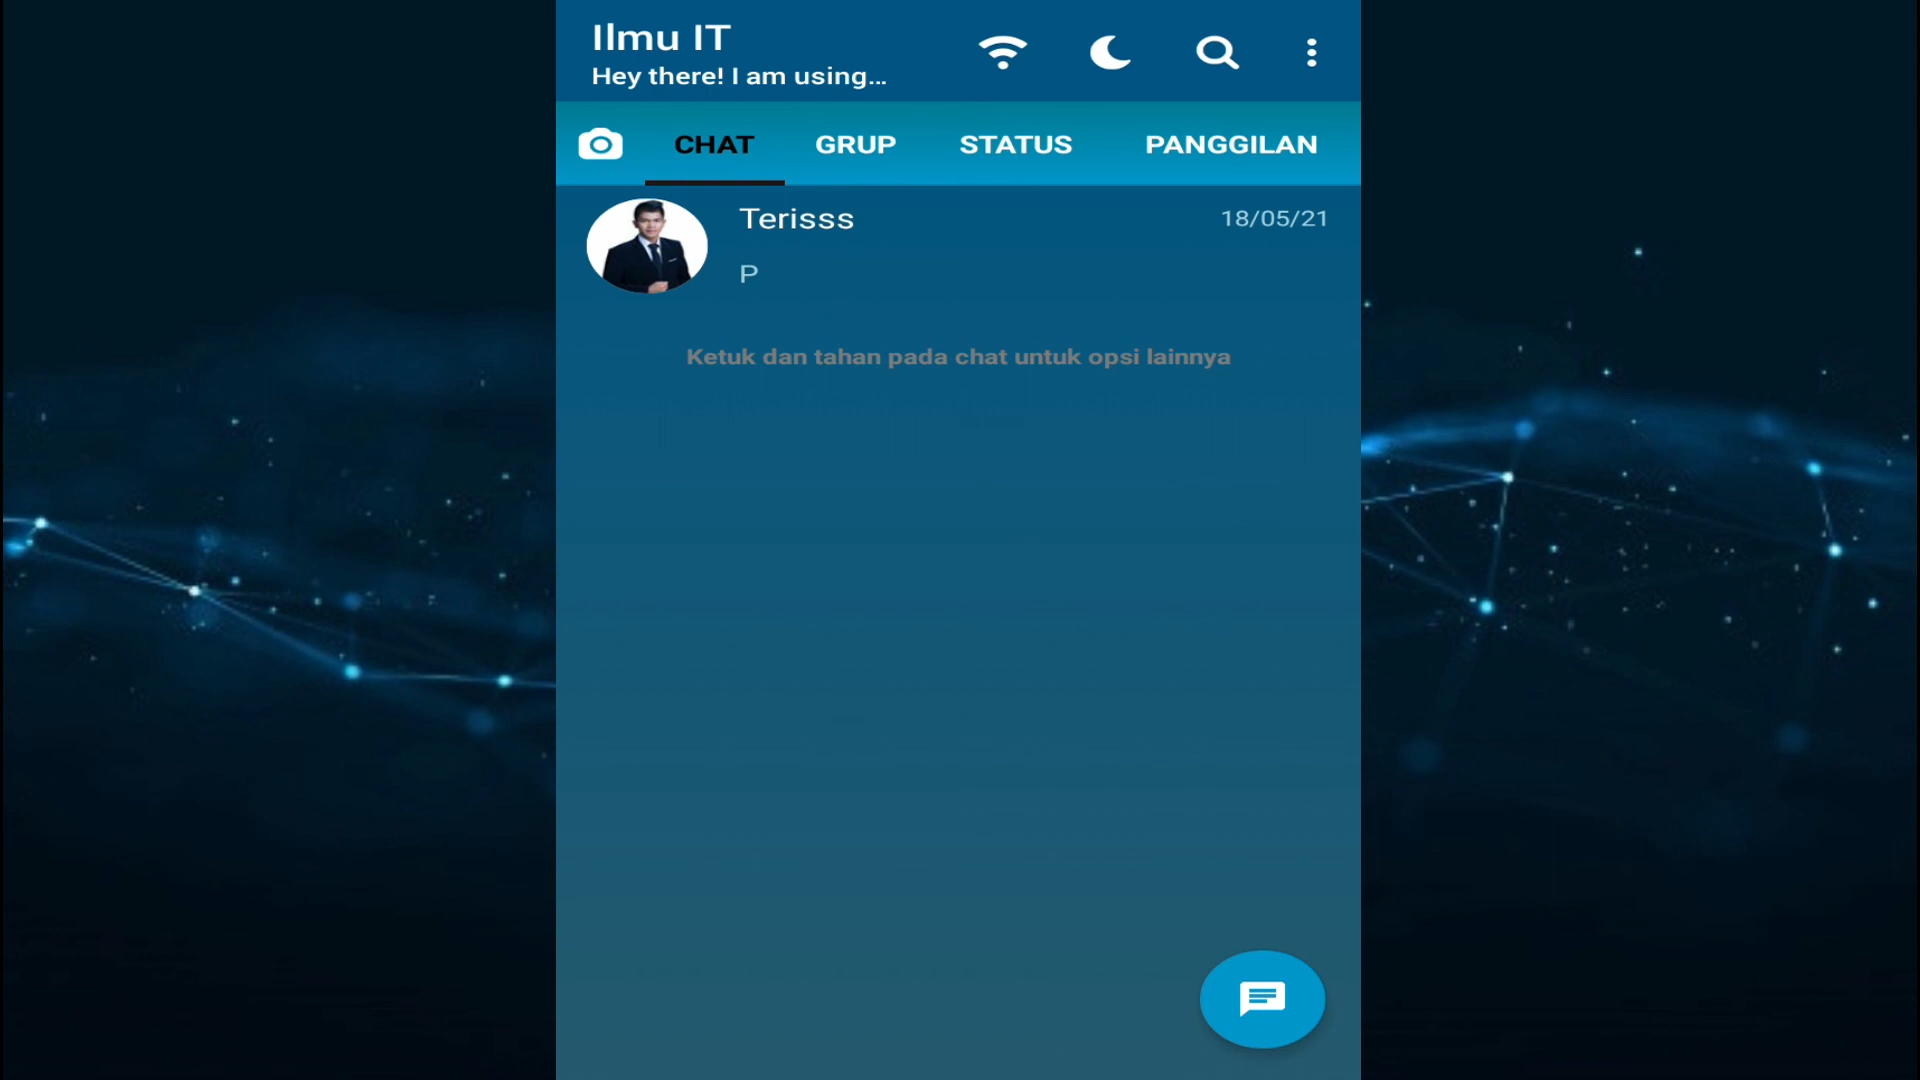 Ilmu IT
Hey there! I am using...
CHAT GRUP STATUS PANGGILAN
Terisss 18/05/21
P
Ketuk dan tahan pada chat untuk opsi lainnya